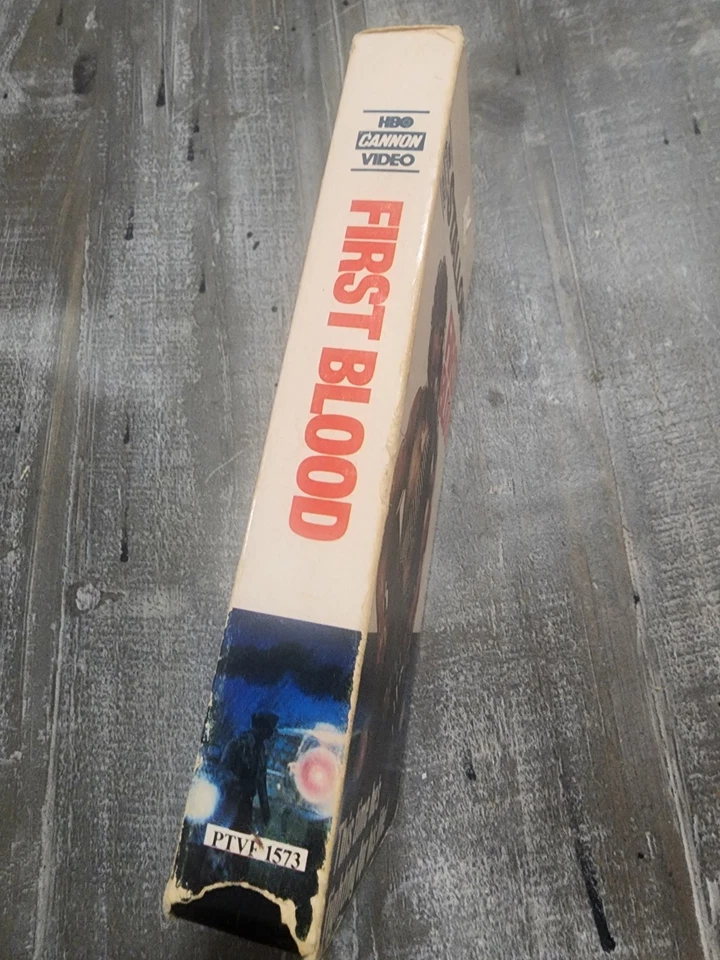 HBO
CANNON
VIDEO
FIRST BLOOD
PTVF 1573